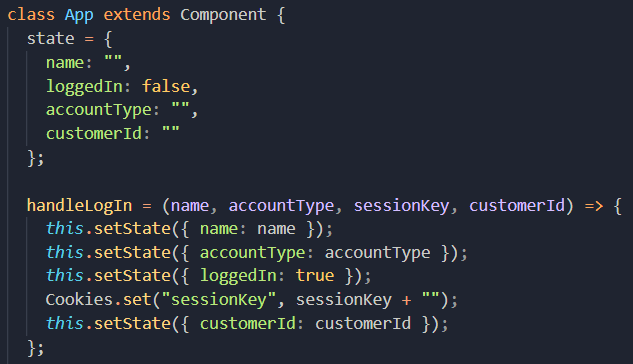 class App extends Component {
state = {
name: "",
loggedIn: false,
accountType: "",
customerId: ""
};
handleLogIn = (name, accountType, sessionKey, customerId) => {
this.setState({ name: name });
this.setState({ accountType: accountType });
this.setState({ loggedIn: true });
Cookies.set("sessionKey", sessionKey + "");
this.setState({ customerId: customerId });
};